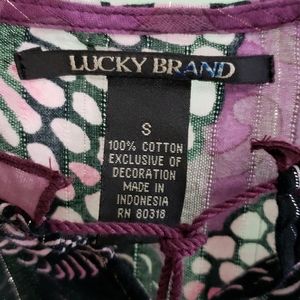 LUCKY BRAND
S
100% COTTON
EXCLUSIVE OF
DECORATION
MADE IN
INDONESIA
RN 80318